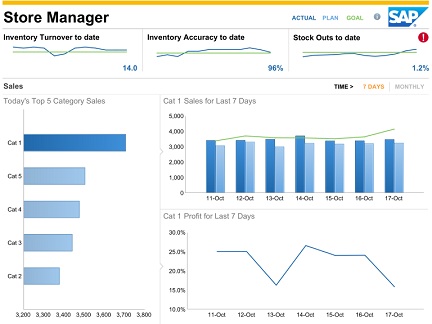 Store Manager
ACTUAL PLAN GOAL
i
SAP
Inventory Turnover to date
14.0
Inventory Accuracy to date
96%
Stock Outs to date
!
1.2%
Sales
TIME > 7 DAYS MONTHLY
Today's Top 5 Category Sales
Cat 1
Cat 5
Cat 4
Cat 3
Cat 2
3,200 3,300 3,400 3,500 3,600 3,700 3,800
Cat 1 Sales for Last 7 Days
5,000
4,000
3,000
2,000
1,000
0
11-Oct 12-Oct 13-Oct 14-Oct 15-Oct 16-Oct 17-Oct
Cat 1 Profit for Last 7 Days
30.0%
25.0%
20.0%
15.0%
10.0%
11-Oct 12-Oct 13-Oct 14-Oct 15-Oct 16-Oct 17-Oct